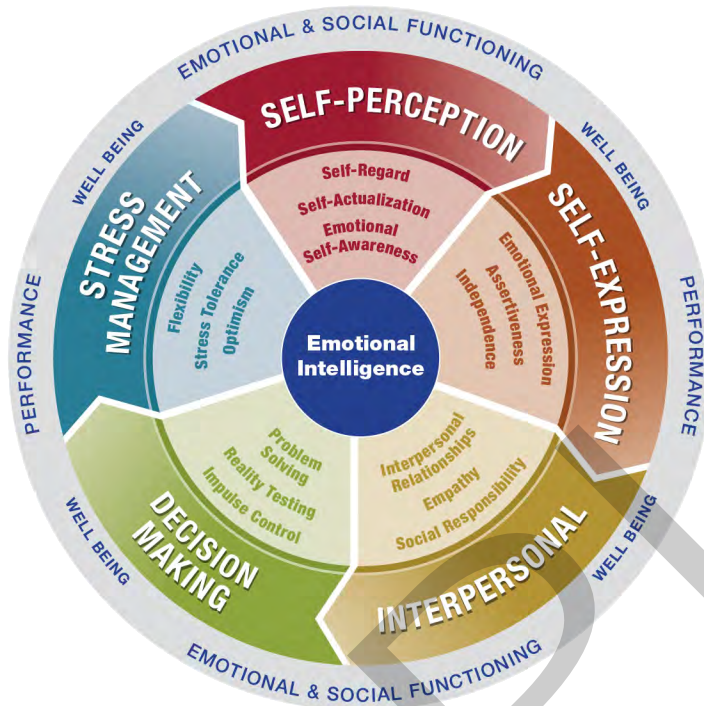 EMOTIONAL & SOCIAL FUNCTIONING
WELL BEING
PERFORMANCE
WELL BEING
EMOTIONAL & SOCIAL FUNCTIONING
WELL BEING
PERFORMANCE
WELL BEING
SELF-PERCEPTION
Self-Regard
Self-Actualization
Emotional
Self-Awareness
SELF-EXPRESSION
Emotional Expression
Assertiveness
Independence
INTERPERSONAL
Interpersonal
Relationships
Empathy
Social Responsibility
DECISION
MAKING
Problem
Solving
Reality Testing
Impulse Control
STRESS
MANAGEMENT
Flexibility
Stress Tolerance
Optimism
Emotional
Intelligence